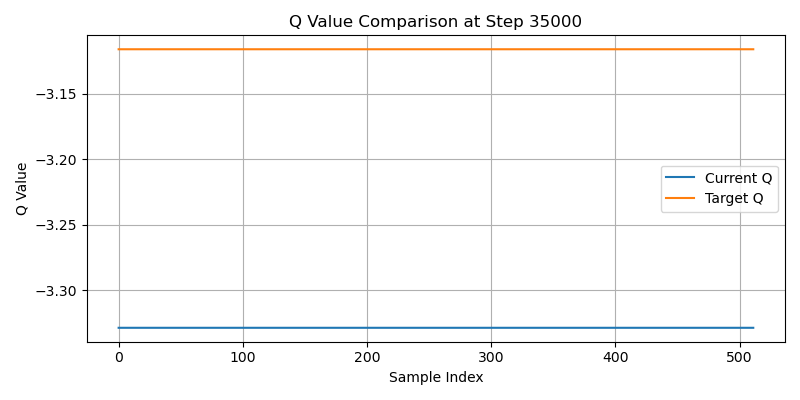 Q Value Comparison at Step 35000
−3.15
−3.20
−3.25
−3.30
Q Value
Current Q
Target Q
0
100
200
300
400
500
Sample Index